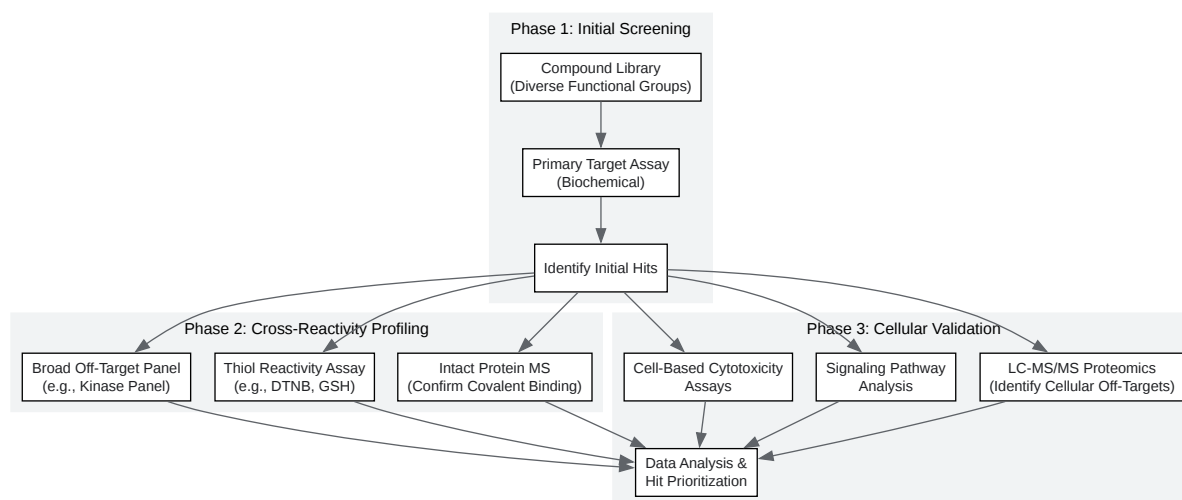 Phase 1: Initial Screening
Compound Library
(Diverse Functional Groups)
Primary Target Assay
(Biochemical)
Identify Initial Hits
Phase 2: Cross-Reactivity Profiling
Broad Off-Target Panel
(e.g., Kinase Panel)
Thiol Reactivity Assay
(e.g., DTNB, GSH)
Intact Protein MS
(Confirm Covalent Binding)
Phase 3: Cellular Validation
Cell-Based Cytotoxicity
Assays
Signaling Pathway
Analysis
LC-MS/MS Proteomics
(Identify Cellular Off-Targets)
Data Analysis &
Hit Prioritization